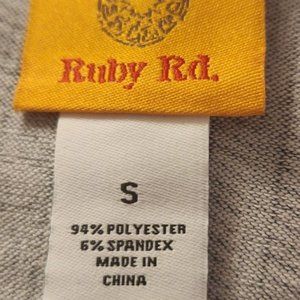 Ruby Rd.
S
94% POLYESTER
6% SPANDEX
MADE IN
CHINA